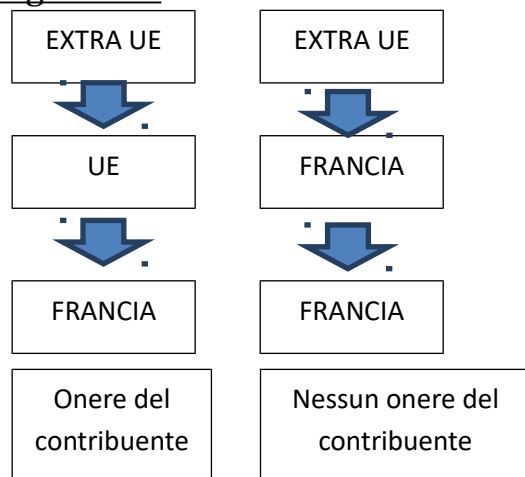 EXTRA UE
EXTRA UE
UE
FRANCIA
FRANCIA
FRANCIA
Onere del
contribuente
Nessun onere del
contribuente